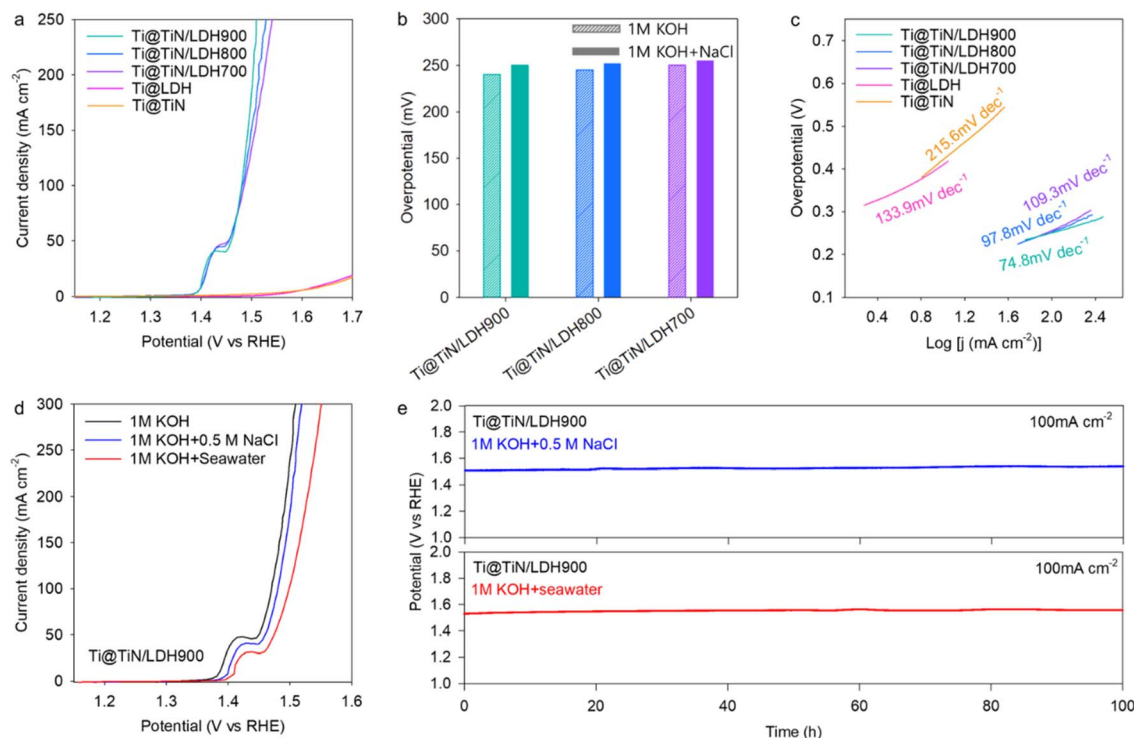 a
250
200
150
100
50
0
Current density (mA cm⁻²)
Ti@TiN/LDH900
Ti@TiN/LDH800
Ti@TiN/LDH700
Ti@LDH
Ti@TiN
1.2 1.3 1.4 1.5 1.6 1.7
Potential (V vs RHE)
b
300
250
200
150
100
50
0
Overpotential (mV)
1M KOH
1M KOH+NaCl
Ti@TiN/LDH900
Ti@TiN/LDH800
Ti@TiN/LDH700
c
0.7
0.6
0.5
0.4
0.3
0.2
0.1
Overpotential (V)
Ti@TiN/LDH900
Ti@TiN/LDH800
Ti@TiN/LDH700
Ti@LDH
Ti@TiN
215.6mV dec⁻¹
133.9mV dec⁻¹
109.3mV dec⁻¹
97.8mV dec⁻¹
74.8mV dec⁻¹
0.4 0.8 1.2 1.6 2.0 2.4
Log [j (mA cm⁻²)]
d
300
250
200
150
100
50
0
Current density (mA cm⁻²)
1M KOH
1M KOH+0.5 M NaCl
1M KOH+Seawater
Ti@TiN/LDH900
1.2 1.3 1.4 1.5 1.6
Potential (V vs RHE)
e
2.0
1.8
1.6
1.4
1.2
1.0
Ti@TiN/LDH900
100mA cm⁻²
1M KOH+0.5 M NaCl
Potential (V vs RHE)
2.0
1.8
1.6
1.4
1.2
1.0
Ti@TiN/LDH900
100mA cm⁻²
1M KOH+seawater
0 20 40 60 80 100
Time (h)